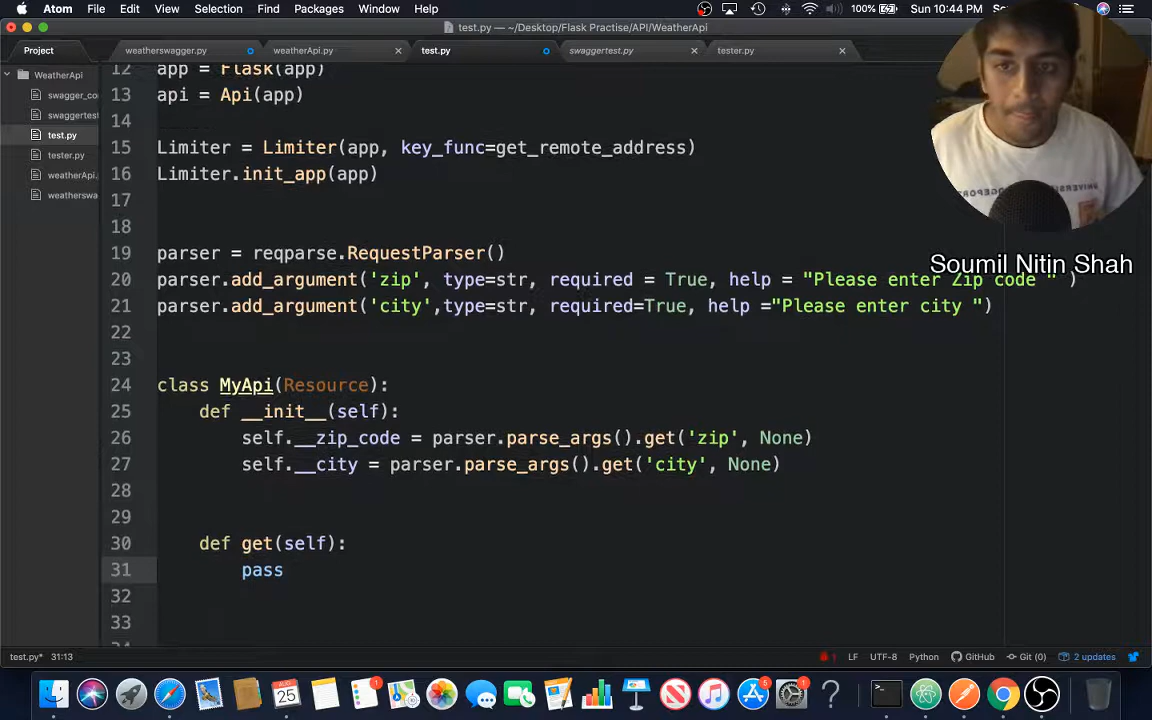 Atom File Edit View Selection Find Packages Window Help 100% Sun 10:44 PM
test.py — ~/Desktop/Flask Practise/API/WeatherApi
Project weatherswagger.py weatherApi.py test.py swaggertest.py tester.py
WeatherApi
swagger_co
swaggertest
test.py
tester.py
weatherApi.
weatherswa
12 app = Flask(app)
13 api = Api(app)
14
15 Limiter = Limiter(app, key_func=get_remote_address)
16 Limiter.init_app(app)
17
18
19 parser = reqparse.RequestParser()
20 parser.add_argument('zip', type=str, required = True, help = "Please enter Zip code " )
21 parser.add_argument('city',type=str, required=True, help ="Please enter city ")
22
23
24 class MyApi(Resource):
25 def __init__(self):
26 self.__zip_code = parser.parse_args().get('zip', None)
27 self.__city = parser.parse_args().get('city', None)
28
29
30 def get(self):
31 pass
32
33
Soumil Nitin Shah
test.py* 31:13 1 LF UTF-8 Python GitHub Git (0) 2 updates